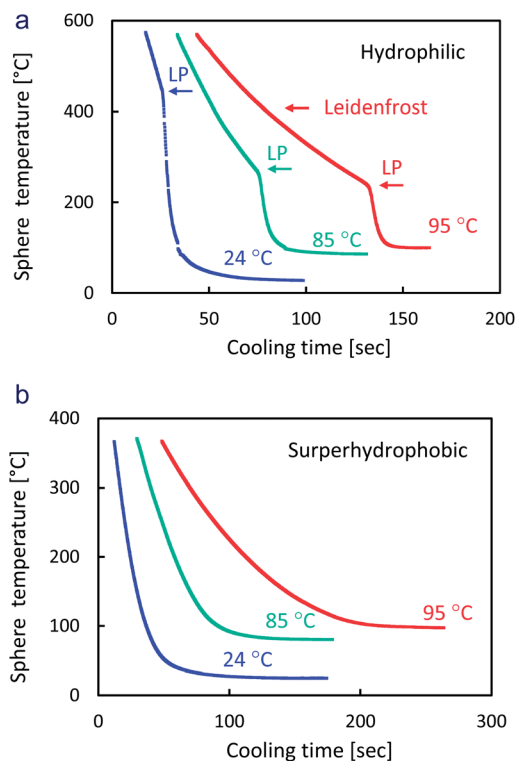 a
600
400
200
0
Sphere temperature [°C]
LP
Hydrophilic
Leidenfrost
LP
LP
24 °C
85 °C
95 °C
0
50
100
150
200
Cooling time [sec]
b
400
300
200
100
0
Sphere temperature [°C]
Surperhydrophobic
85 °C
95 °C
24 °C
0
100
200
300
Cooling time [sec]